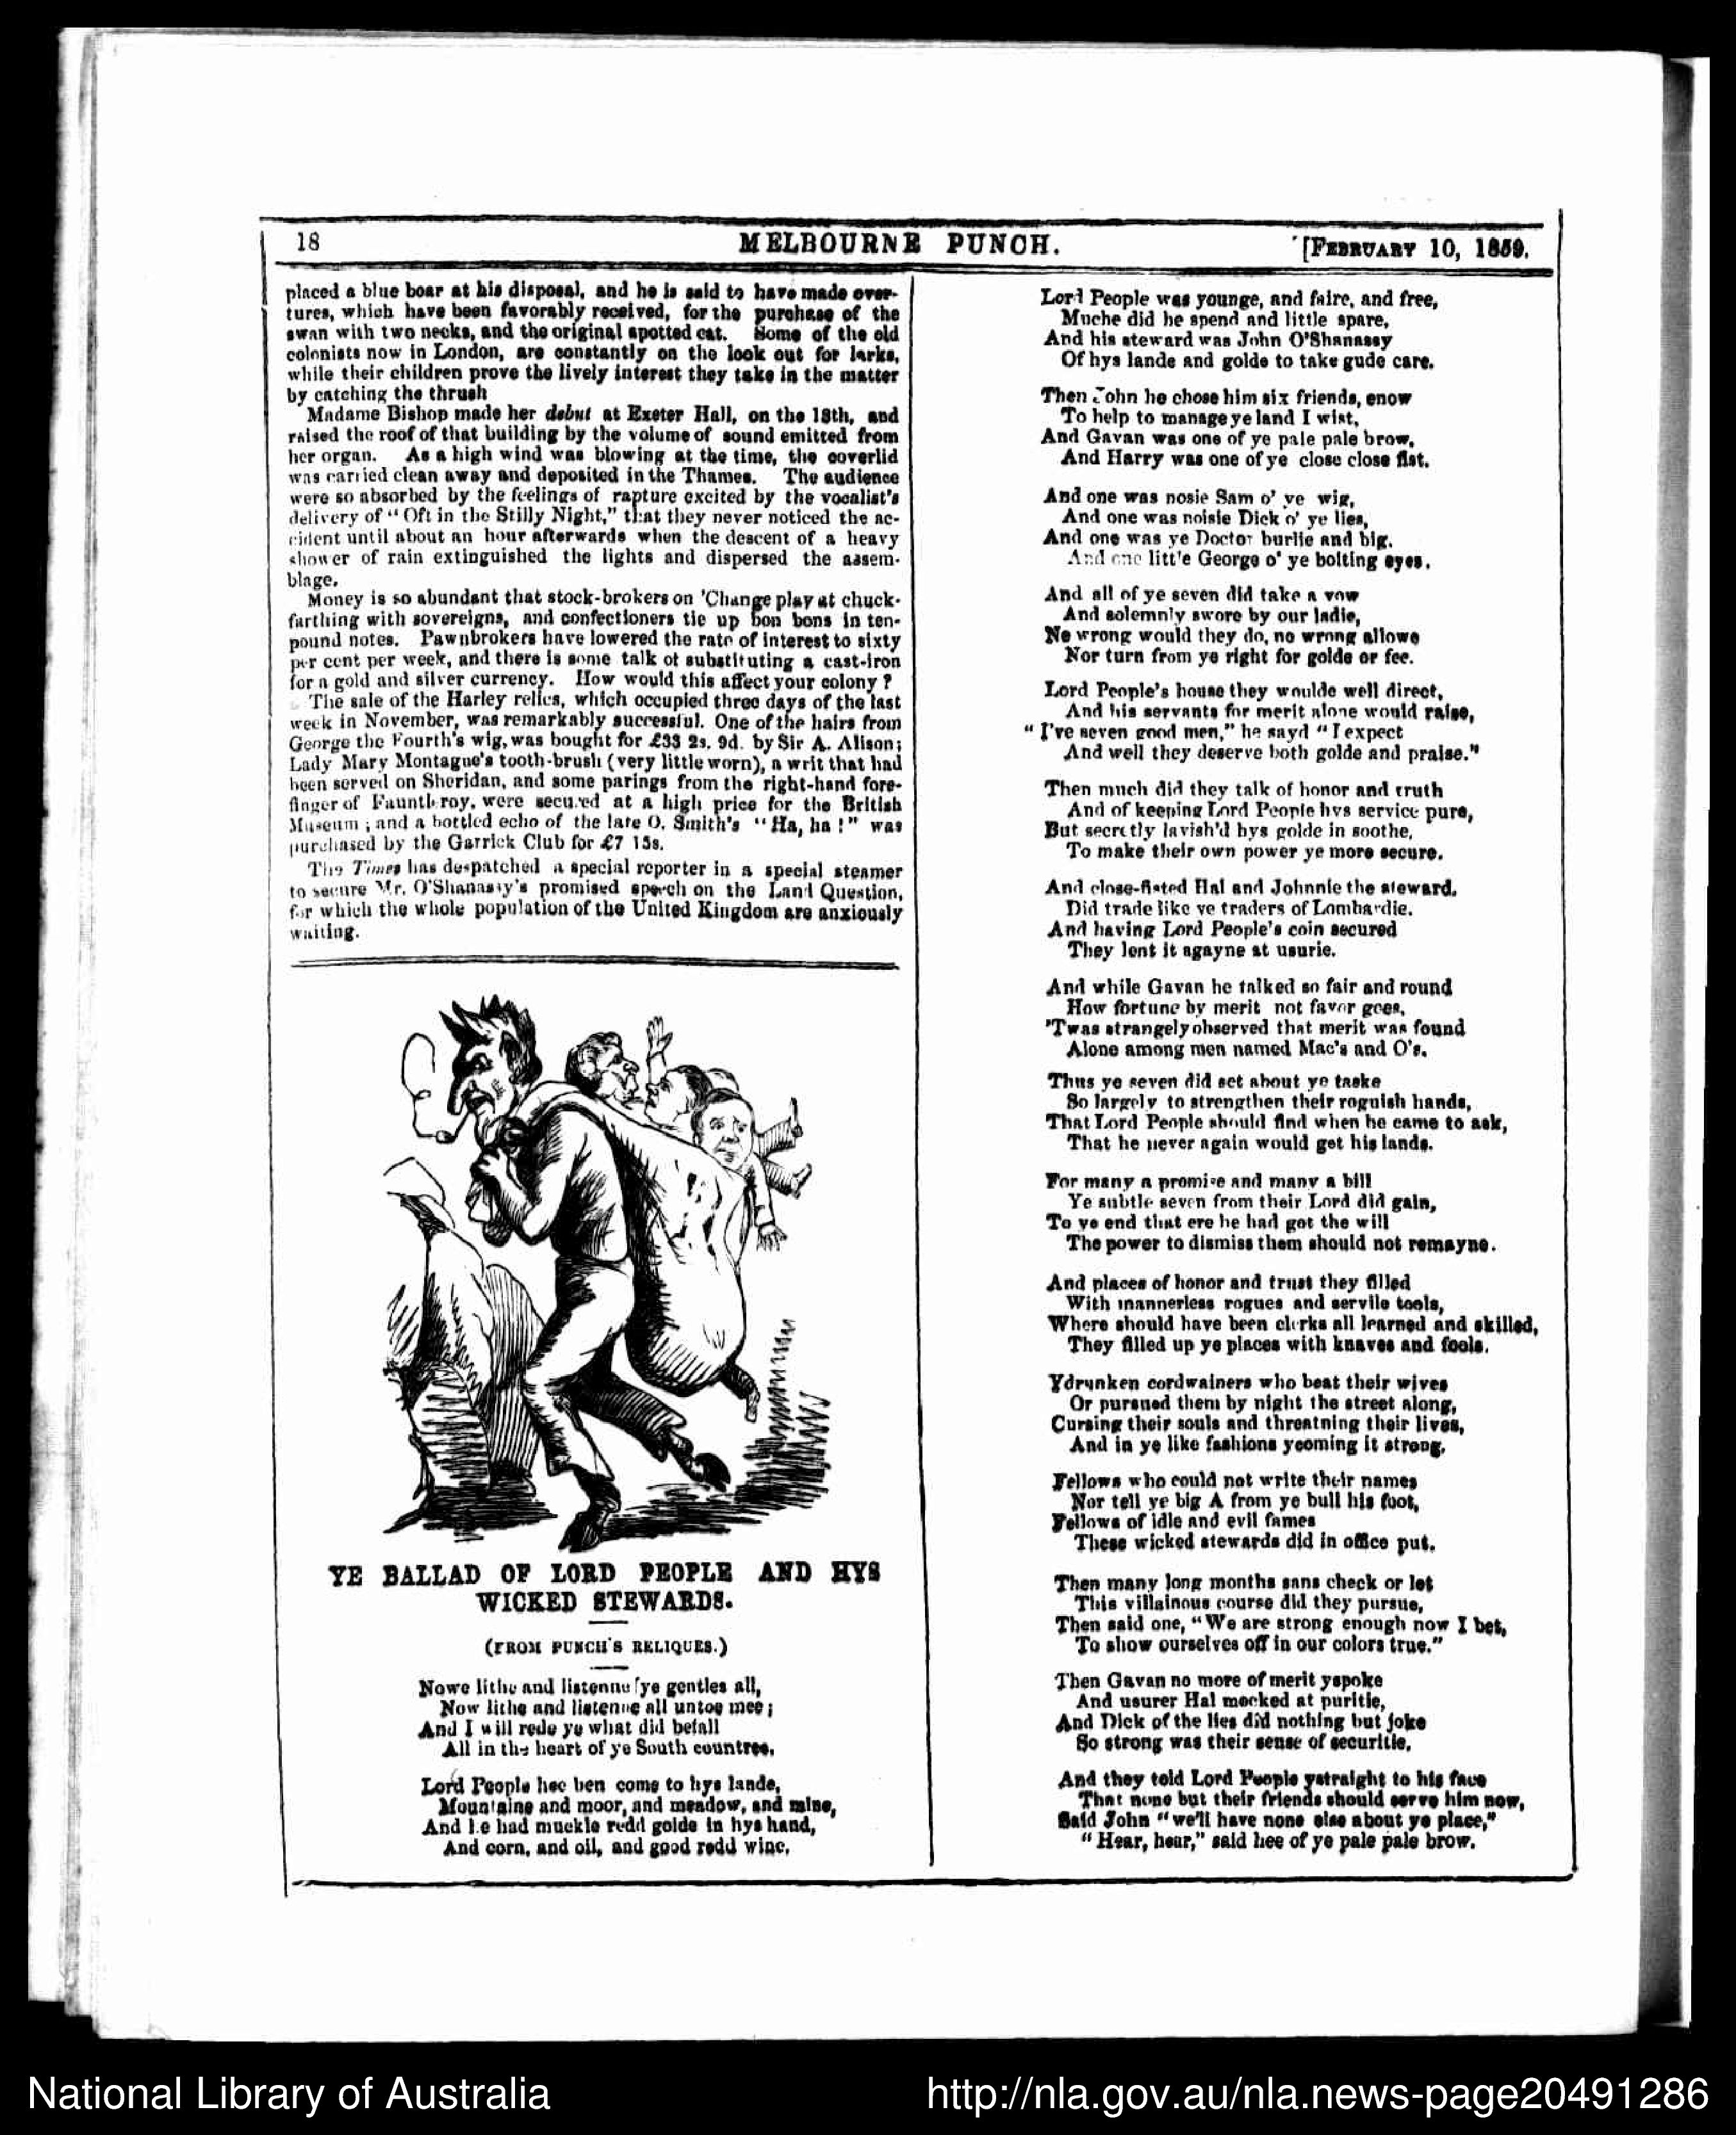 18
MELBOURNE PUNCH.
[FEBRUARY 10, 1859.
placed a blue boar at his disposal, and he is said to have made over-
tures, which have been favorably received, for the purchase of the
swan with two necks, and the original spotted cat. Some of the old
colonists now in London, are constantly on the look out for larks,
while their children prove the lively interest they take in the matter
by catching the thrush
Madame Bishop made her debut at Exeter Hall, on the 18th, and
raised the roof of that building by the volume of sound emitted from
her organ. As a high wind was blowing at the time, the coverlid
was carried clean away and deposited in the Thames. The audience
were so absorbed by the feelings of rapture excited by the vocalist's
delivery of "Oft in the Stilly Night," that they never noticed the ac-
cident until about an hour afterwards when the descent of a heavy
shower of rain extinguished the lights and dispersed the assem-
blage.
Money is so abundant that stock-brokers on 'Change play at chuck-
farthing with sovereigns, and confectioners tie up bon bons in ten-
pound notes. Pawnbrokers have lowered the rate of interest to sixty
per cent per week, and there is some talk of substituting a cast-iron
for a gold and silver currency. How would this affect your colony?
The sale of the Harley relics, which occupied three days of the last
week in November, was remarkably successful. One of the hairs from
George the Fourth's wig, was bought for £33 2s. 9d. by Sir A. Alison;
Lady Mary Montague's tooth-brush (very little worn), a writ that had
been served on Sheridan, and some parings from the right-hand fore-
finger of Fauntleroy, were secured at a high price for the British
Museum; and a bottled echo of the late O. Smith's "Ha, ha!" was
purchased by the Garrick Club for £7 15s.
The Times has despatched a special reporter in a special steamer
to secure Mr. O'Shanassy's promised speech on the Land Question,
for which the whole population of the United Kingdom are anxiously
waiting.
YE BALLAD OF LORD PEOPLE AND HYS
WICKED STEWARDS.
(FROM PUNCH'S RELIQUES.)
Nowe lithe and listenne ye gentles all,
Now lithe and listenne all untoe mee;
And I will rede ye what did befall
All in the heart of ye South countree.
Lord People hee ben come to hys lande,
Mountaine and moor, and meadow, and mine,
And he had muckle redd golde in hys hand,
And corn, and oil, and good redd wine.
Lord People was younge, and faire, and free,
Muche did he spend and little spare,
And his steward was John O'Shanassy
Of hys lande and golde to take gude care.
Then John he chose him six friends, enow
To help to manage ye land I wist,
And Gavan was one of ye pale pale brow,
And Harry was one of ye close close fist.
And one was nosie Sam o' ye wig,
And one was noisie Dick o' ye lies,
And one was ye Doctor burlie and big,
And one litt'e George o' ye bolting eyes.
And all of ye seven did take a vow
And solemnly swore by our ladie,
Ne wrong would they do, no wrong allowe
Nor turn from ye right for golde or fee.
Lord People's house they woulde well direct,
And his servants for merit alone would raise,
"I've seven good men," he sayd "I expect
And well they deserve both golde and praise."
Then much did they talk of honor and truth
And of keeping Lord People hys service pure,
But secretly lavish'd hys golde in soothe,
To make their own power ye more secure.
And close-fisted Hal and Johnnie the steward,
Did trade like ye traders of Lombardie.
And having Lord People's coin secured
They lent it agayne at usurie.
And while Gavan he talked so fair and round
How fortune by merit not favor goes,
'Twas strangely observed that merit was found
Alone among men named Mac's and O's.
Thus ye seven did set about ye taske
So largely to strengthen their roguish hands,
That Lord People should find when he came to ask,
That he never again would get his lands.
For many a promise and many a bill
Ye subtle seven from their Lord did gain,
To ye end that ere he had got the will
The power to dismiss them should not remayne.
And places of honor and trust they filled
With mannerless rogues and servile tools,
Where should have been clerks all learned and skilled,
They filled up ye places with knaves and fools.
Ydrunken cordwainers who beat their wives
Or pursued them by night the street along,
Cursing their souls and threatning their lives,
And in ye like fashions ycoming it strong.
Fellows who could not write their names
Nor tell ye big A from ye bull his foot,
Fellows of idle and evil fames
These wicked stewards did in office put.
Then many long months sans check or let
This villainous course did they pursue,
Then said one, "We are strong enough now I bet,
To show ourselves off in our colors true."
Then Gavan no more of merit yspoke
And usurer Hal mocked at puritie,
And Dick of the lies did nothing but joke
So strong was their sense of securitie.
And they told Lord People ystraight to his face
That none but their friends should serve him now,
Said John "we'll have none else about ye place,"
"Hear, hear," said hee of ye pale pale brow.
National Library of Australia
http://nla.gov.au/nla.news-page20491286